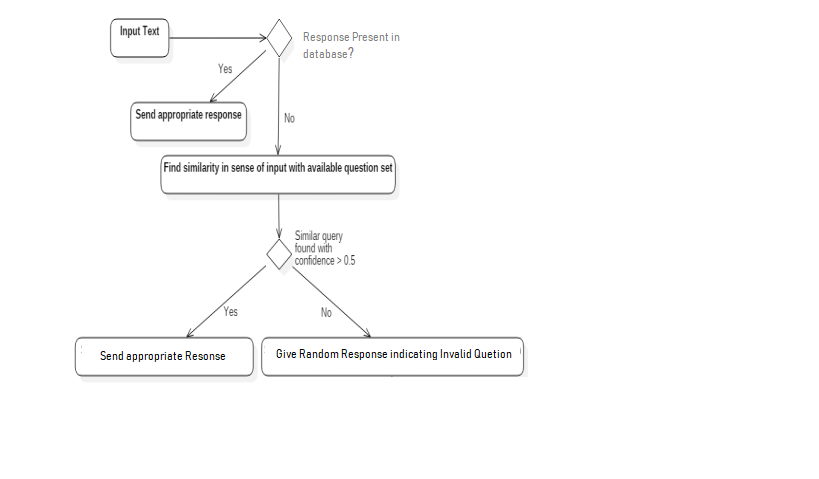 Input Text
Response Present in
database?
Yes
Send appropriate response
No
Find similarity in sense of input with available question set
Similar query
found with
confidence > 0.5
Yes
No
Send appropriate Resonse
Give Random Response indicating Invalid Quetion